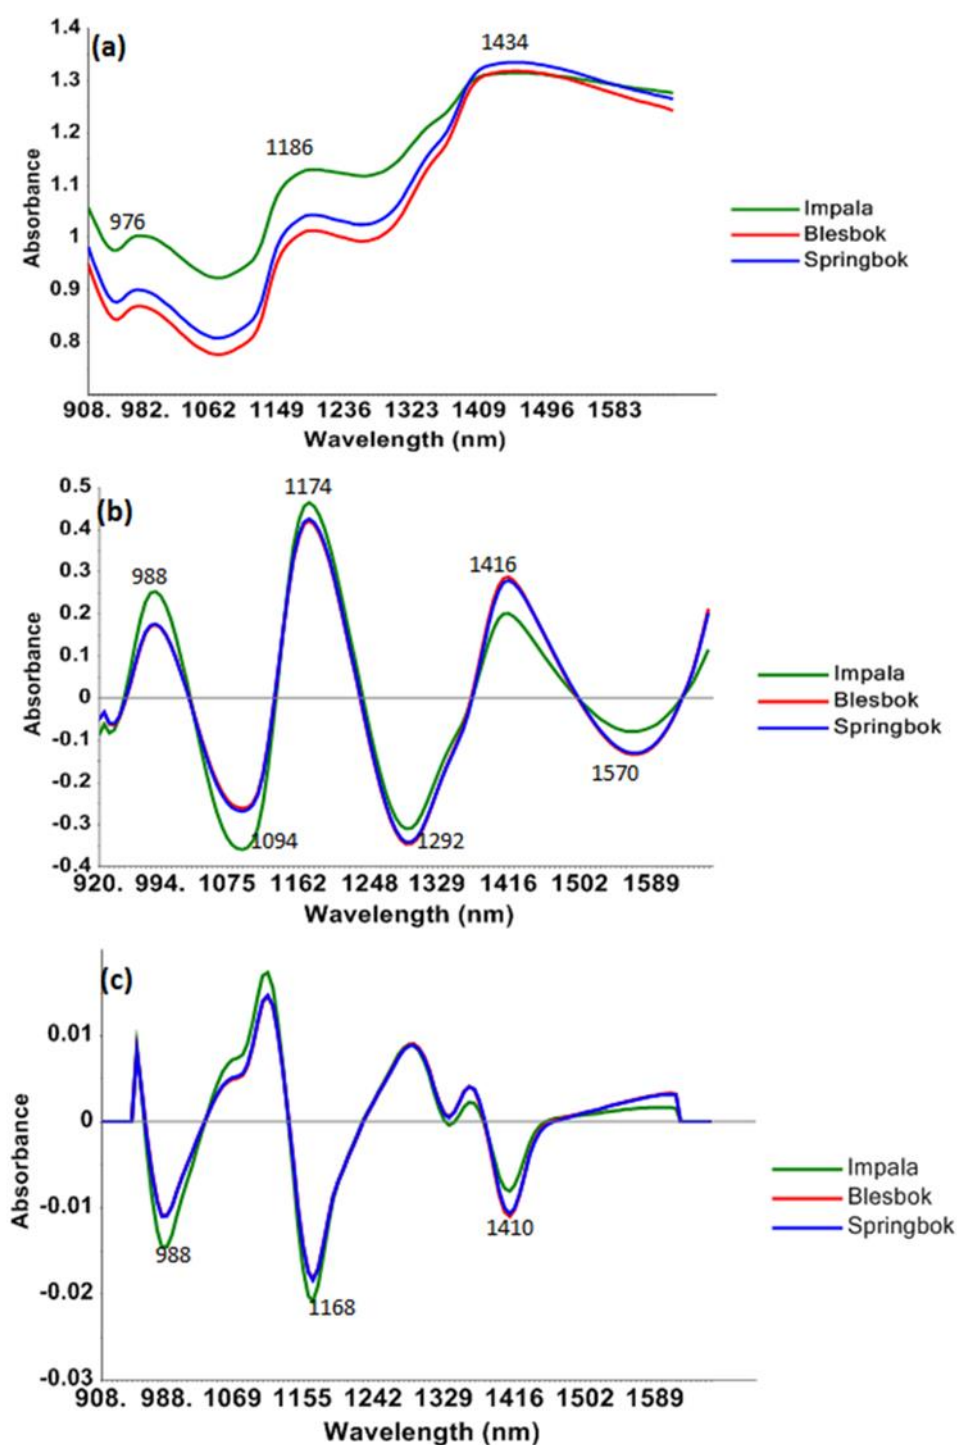 (a)
1.4
1.3
1.2
1.1
1
0.9
0.8
Absorbance
976
1186
1434
Impala
Blesbok
Springbok
908. 982. 1062 1149 1236 1323 1409 1496 1583
Wavelength (nm)
(b)
0.5
0.4
0.3
0.2
0.1
0
-0.1
-0.2
-0.3
-0.4
Absorbance
988
1174
1416
1094
1292
1570
Impala
Blesbok
Springbok
920. 994. 1075 1162 1248 1329 1416 1502 1589
Wavelength (nm)
(c)
0.01
0
-0.01
-0.02
-0.03
Absorbance
988
1168
1410
Impala
Blesbok
Springbok
908. 988. 1069 1155 1242 1329 1416 1502 1589
Wavelength (nm)